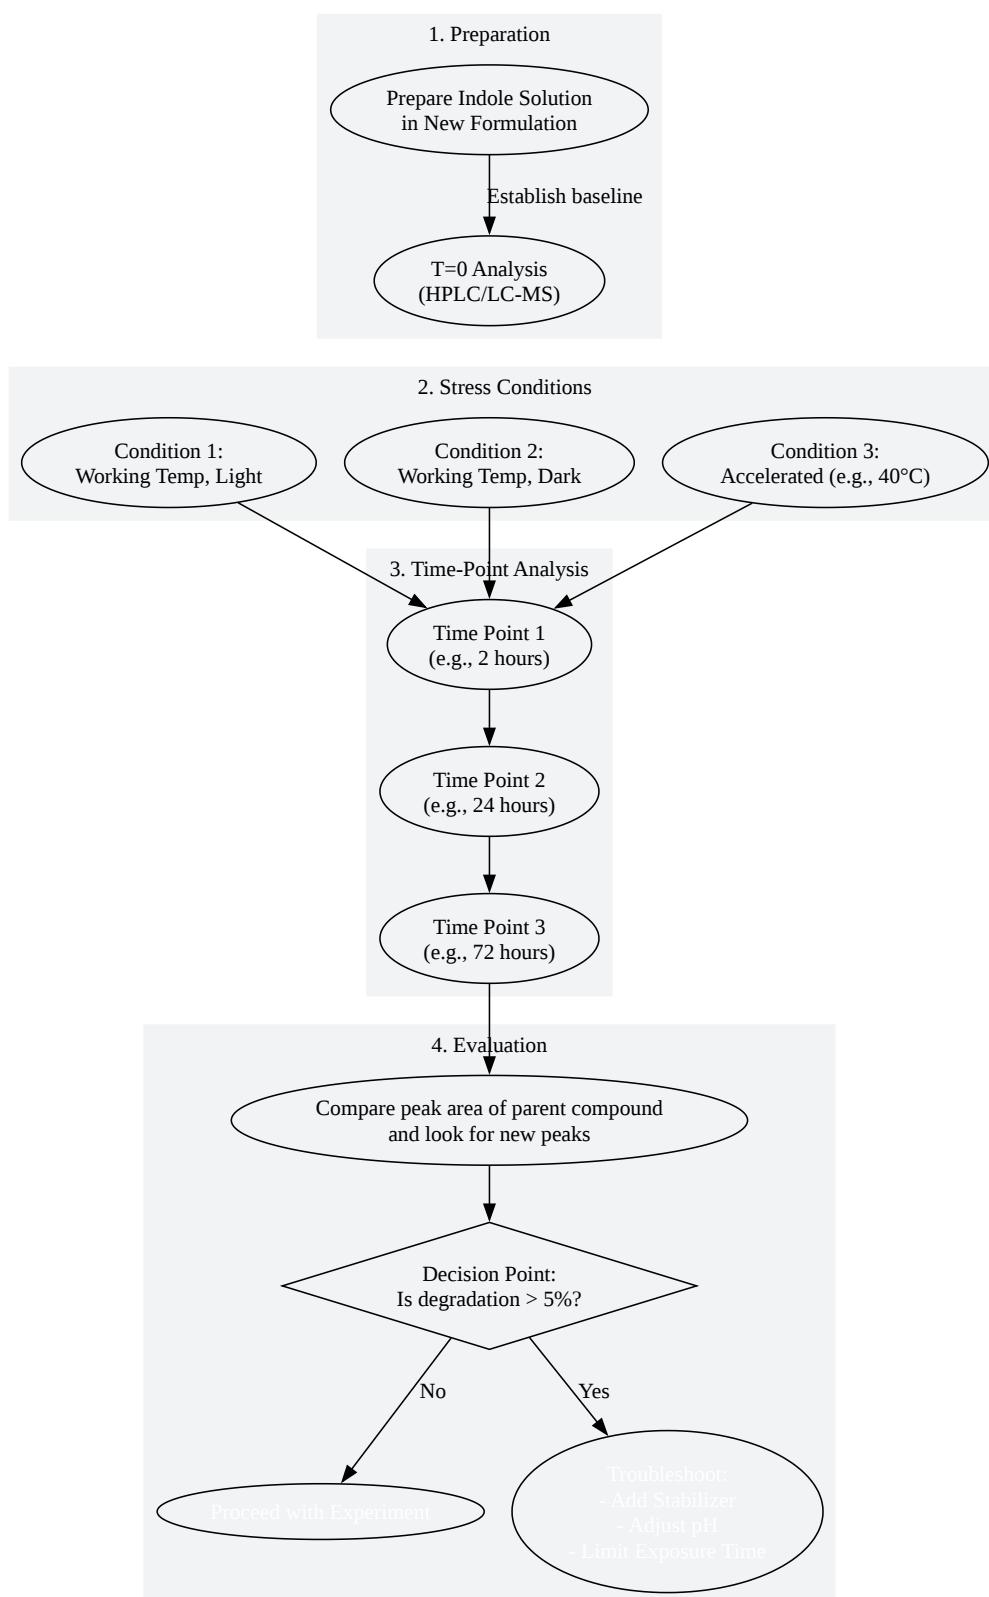 1. Preparation
Prepare Indole Solution
in New Formulation
Establish baseline
T=0 Analysis
(HPLC/LC-MS)
2. Stress Conditions
Condition 1:
Working Temp, Light
Condition 2:
Working Temp, Dark
Condition 3:
Accelerated (e.g., 40°C)
3. Time-Point Analysis
Time Point 1
(e.g., 2 hours)
Time Point 2
(e.g., 24 hours)
Time Point 3
(e.g., 72 hours)
4. Evaluation
Compare peak area of parent compound
and look for new peaks
Decision Point:
Is degradation > 5%?
No
Yes
Proceed with Experiment
Troubleshoot:
- Add Stabilizer
- Adjust pH
- Limit Exposure Time